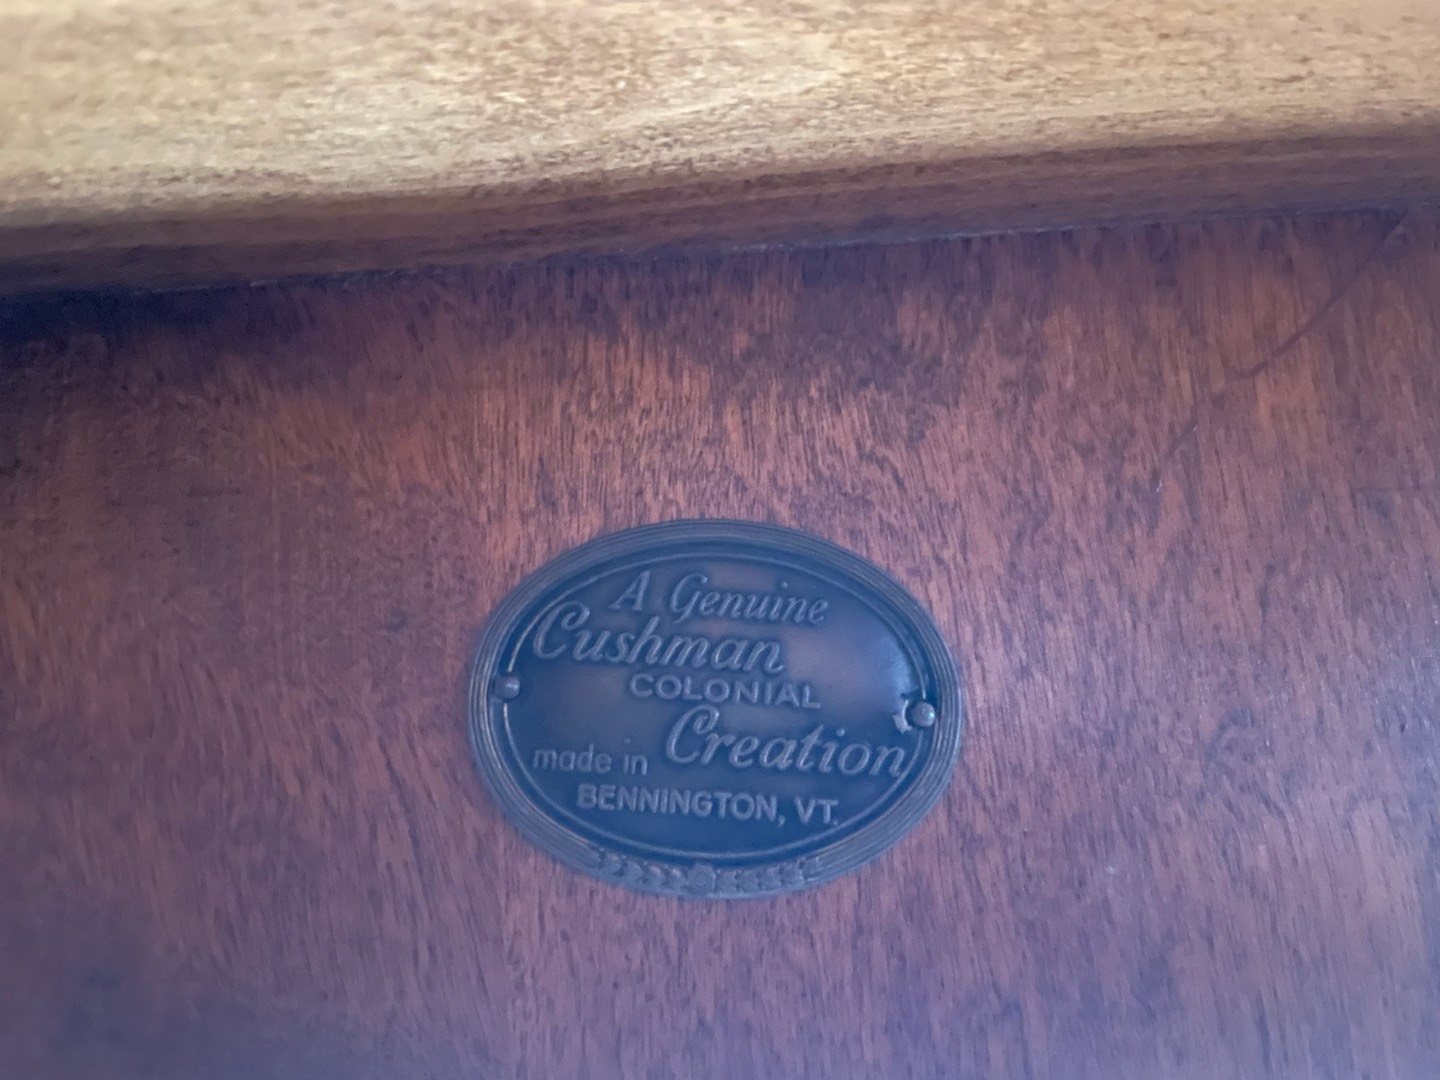 A Genuine
Cushman
COLONIAL
Creation
made in
BENNINGTON, VT.